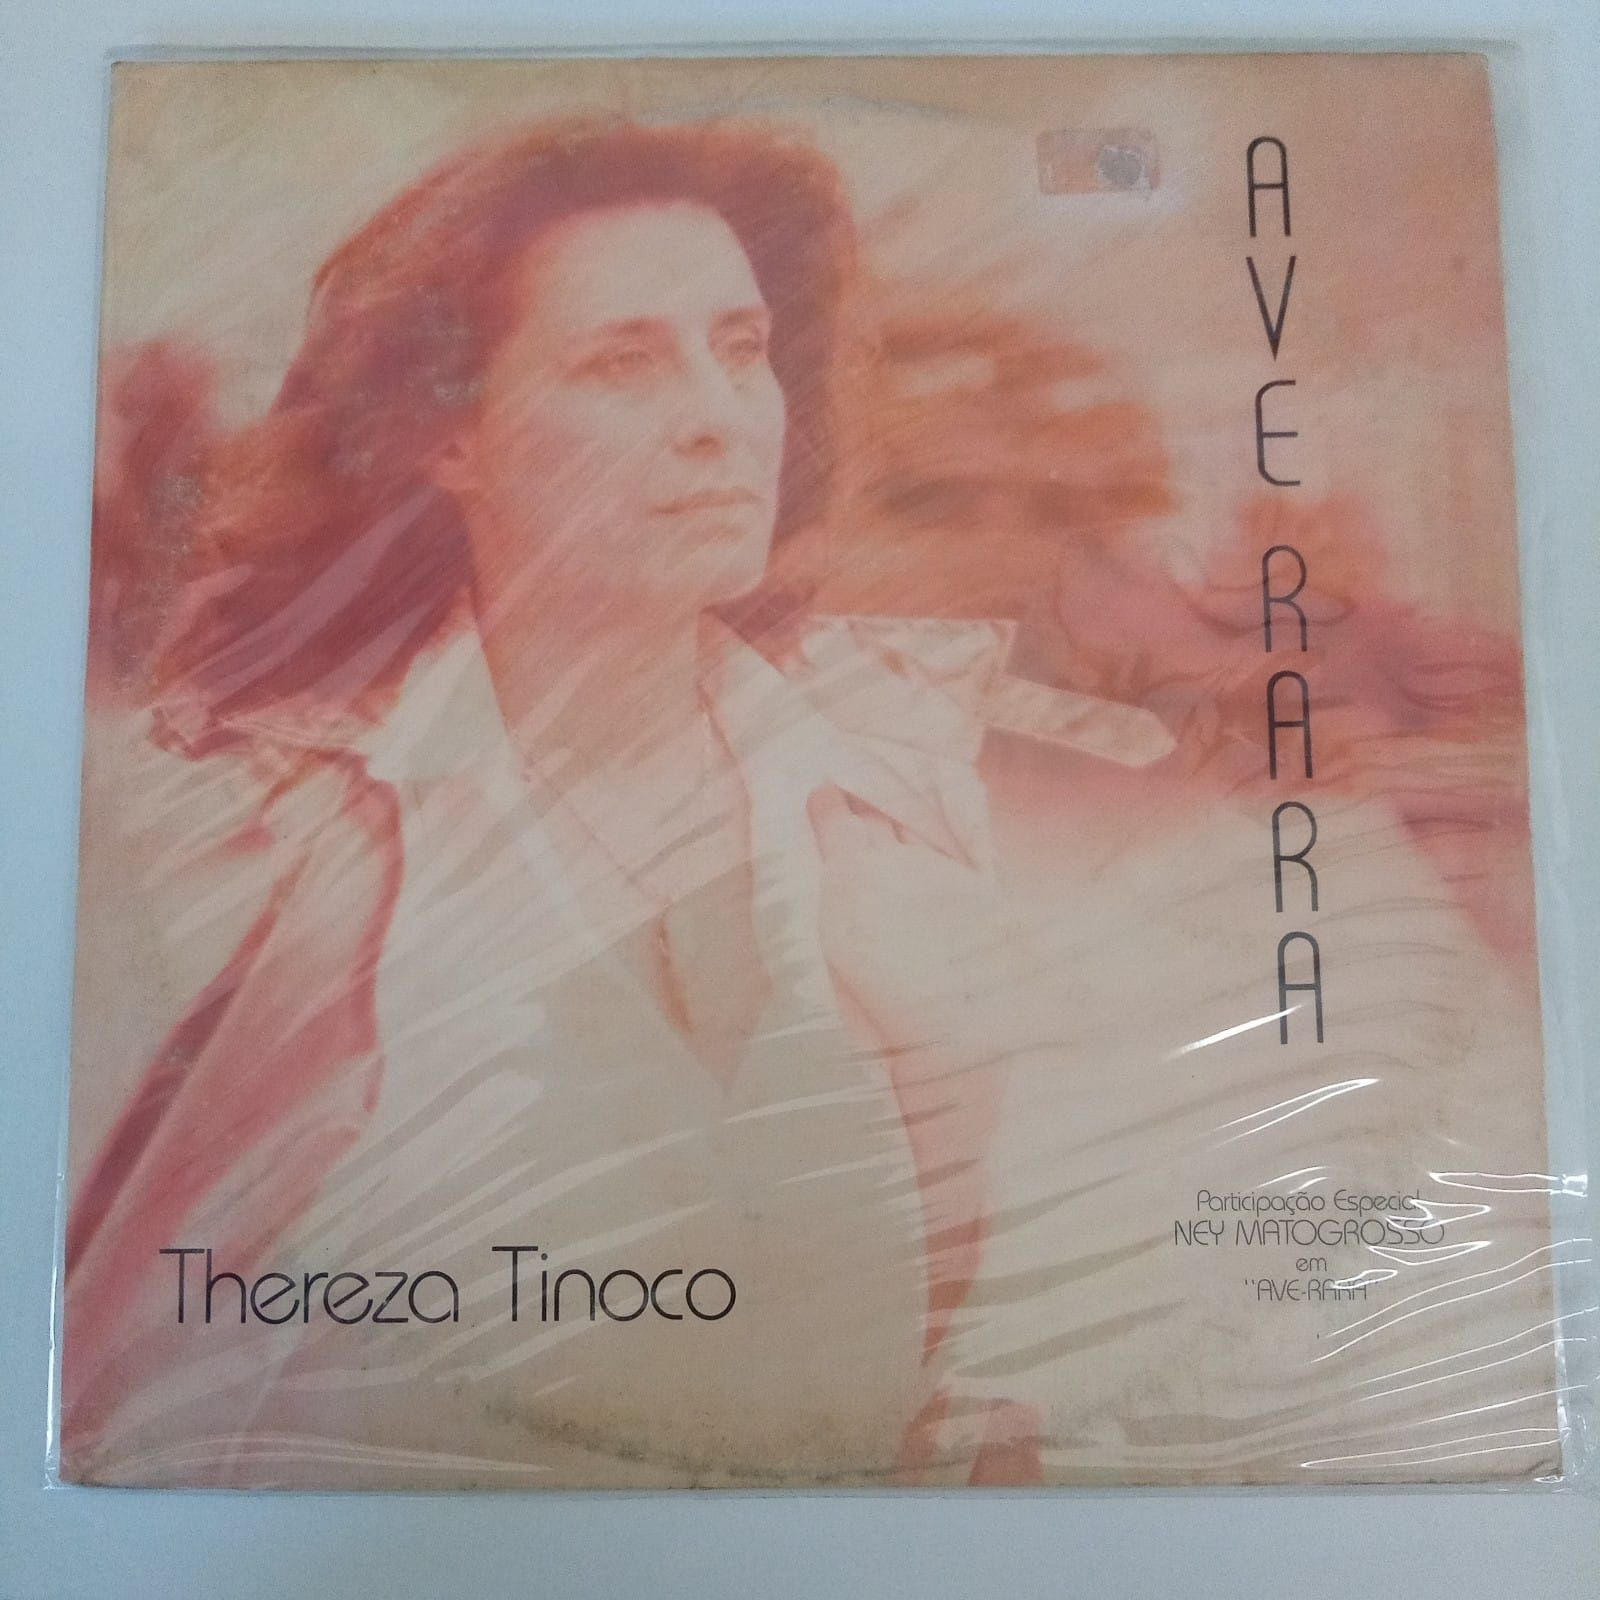 AVE RARA
Thereza Tinoco
Participação Especial
NEY MATOGROSSO
em
"AVE-RARA"